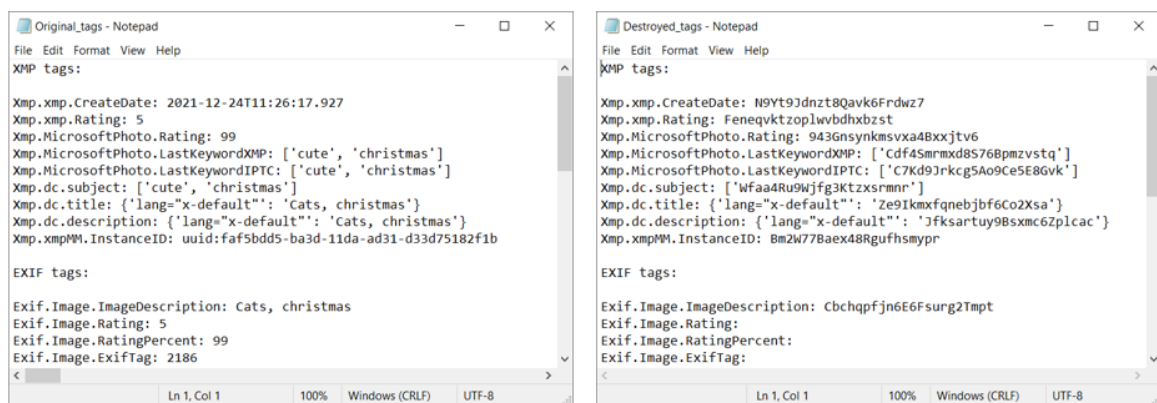 Original_tags - Notepad
File Edit Format View Help
XMP tags:
Xmp.xmp.CreateDate: 2021-12-24T11:26:17.927
Xmp.xmp.Rating: 5
Xmp.MicrosoftPhoto.Rating: 99
Xmp.MicrosoftPhoto.LastKeywordXMP: ['cute', 'christmas']
Xmp.MicrosoftPhoto.LastKeywordIPTC: ['cute', 'christmas']
Xmp.dc.subject: ['cute', 'christmas']
Xmp.dc.title: {'lang="x-default"': 'Cats, christmas'}
Xmp.dc.description: {'lang="x-default"': 'Cats, christmas'}
Xmp.xmpMM.InstanceID: uuid:faf5bdd5-ba3d-11da-ad31-d33d75182f1b
EXIF tags:
Exif.Image.ImageDescription: Cats, christmas
Exif.Image.Rating: 5
Exif.Image.RatingPercent: 99
Exif.Image.ExifTag: 2186
Ln 1, Col 1 100% Windows (CRLF) UTF-8
Destroyed_tags - Notepad
File Edit Format View Help
XMP tags:
Xmp.xmp.CreateDate: N9Yt9Jdnzt8Qavk6Frdwz7
Xmp.xmp.Rating: Feneqvktzoplwvbdhxbzst
Xmp.MicrosoftPhoto.Rating: 943Gnsynkmsvxa4Bxxjtv6
Xmp.MicrosoftPhoto.LastKeywordXMP: ['Cdf4Smrmxd8S76Bpmzvstq']
Xmp.MicrosoftPhoto.LastKeywordIPTC: ['C7Kd9Jrkcg5Ao9Ce5E8Gvk']
Xmp.dc.subject: ['Wfaa4Ru9Wjfg3Ktzxsrmnr']
Xmp.dc.title: {'lang="x-default"': 'Ze9Ikmxfqnebjbf6Co2Xsa'}
Xmp.dc.description: {'lang="x-default"': 'Jfksartuy9Bsxmc6Zplcac'}
Xmp.xmpMM.InstanceID: Bm2W77Baex48Rgufhsmypr
EXIF tags:
Exif.Image.ImageDescription: Cbchqpfjn6E6Fsurg2Tmpt
Exif.Image.Rating:
Exif.Image.RatingPercent:
Exif.Image.ExifTag:
Ln 1, Col 1 100% Windows (CRLF) UTF-8